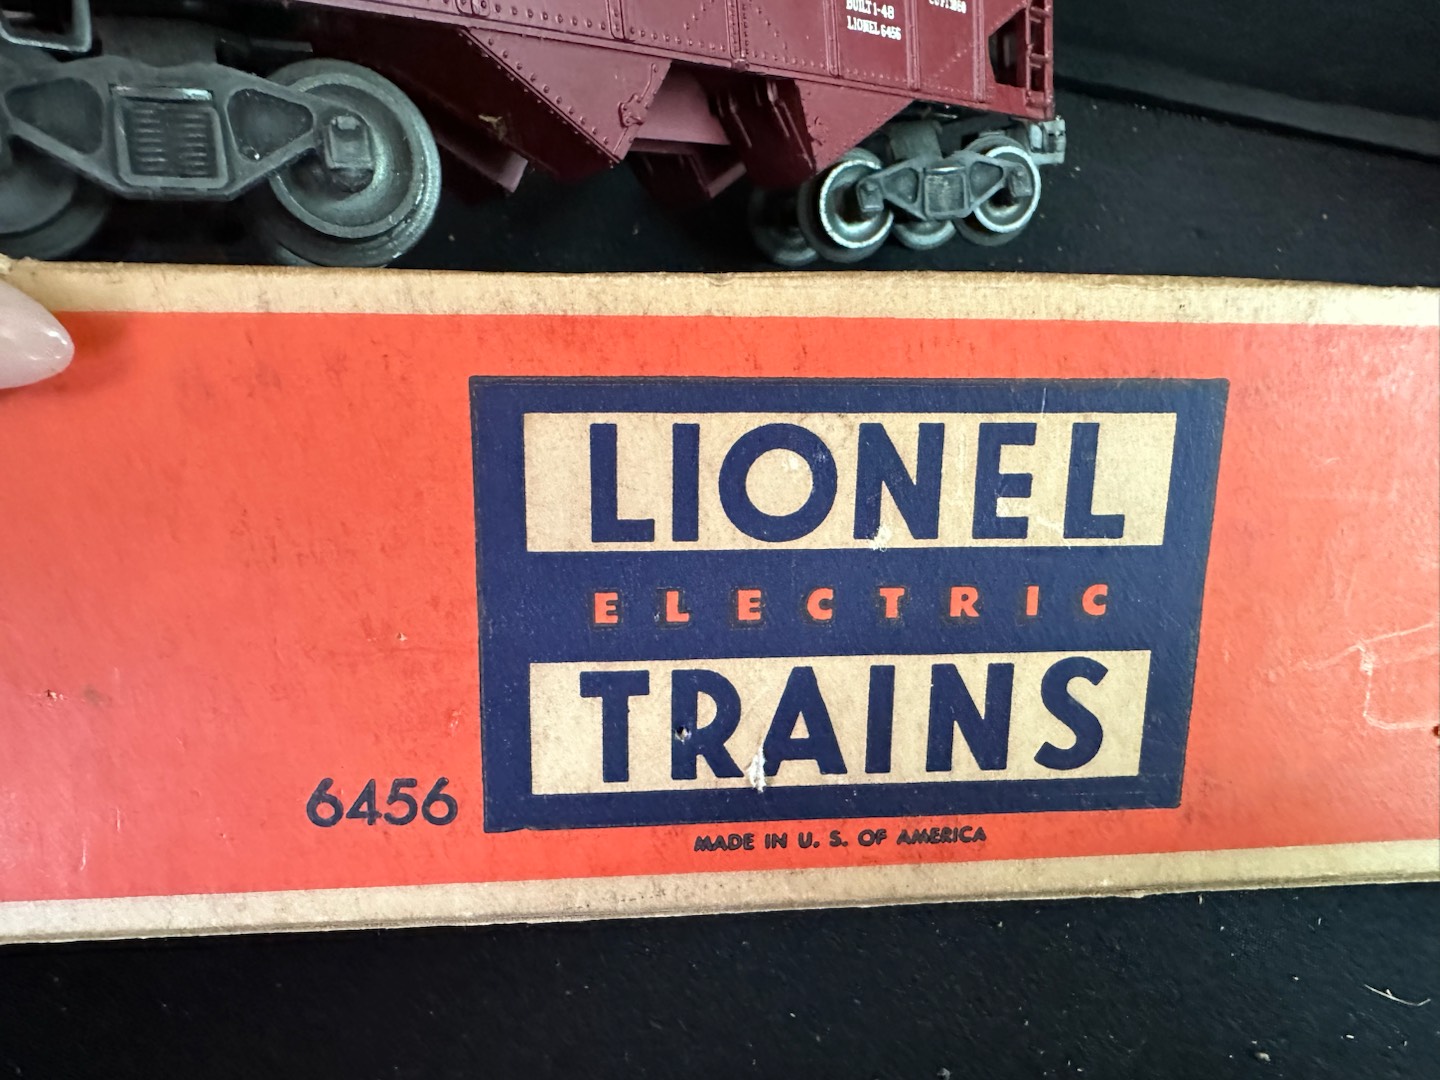 BUILT 1-48
LIONEL 6456
LIONEL
ELECTRIC
TRAINS
6456
MADE IN U. S. OF AMERICA